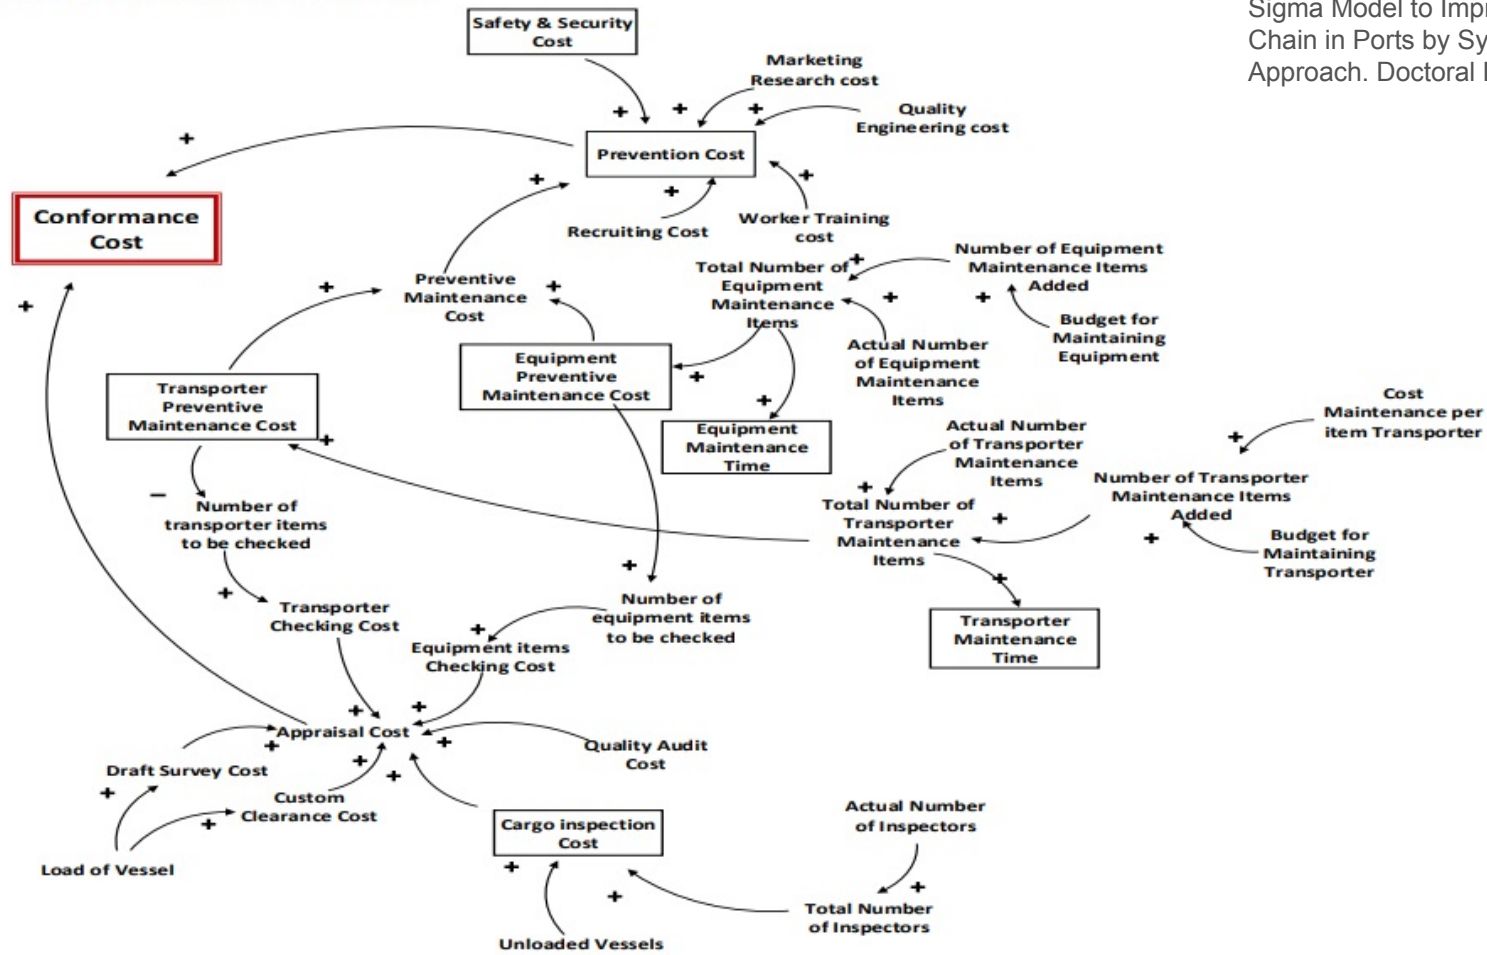 Sigma Model to Impr
Chain in Ports by Sy
Approach. Doctoral
Safety & Security
Cost
Marketing
Research cost
+
+
+
Quality
Engineering cost
+
Prevention Cost
+
+
+
Conformance
Cost
Recruiting Cost
Worker Training
cost
+
Preventive
Maintenance
Cost
+
+
Total Number of
Equipment
Maintenance
Items
+
Number of Equipment
Maintenance Items
Added
+
+
Budget for
Maintaining
Equipment
Actual Number
of Equipment
Maintenance
Items
Equipment
Preventive
Maintenance Cost
+
+
Transporter
Preventive
Maintenance Cost
+
Equipment
Maintenance
Time
Actual Number
of Transporter
Maintenance
Items
Cost
Maintenance per
item Transporter
+
Number of Transporter
Maintenance Items
Added
+
Total Number of
Transporter
Maintenance
Items
+
+
Budget for
Maintaining
Transporter
+
–
Number of
transporter items
to be checked
+
Transporter
Checking Cost
+
Number of
equipment items
to be checked
+
Equipment items
Checking Cost
Transporter
Maintenance
Time
+
+
Appraisal Cost
+
+
+
+
Quality Audit
Cost
Draft Survey Cost
+
Custom
Clearance Cost
+
Load of Vessel
Cargo inspection
Cost
+
+
Actual Number
of Inspectors
+
Total Number
of Inspectors
Unloaded Vessels